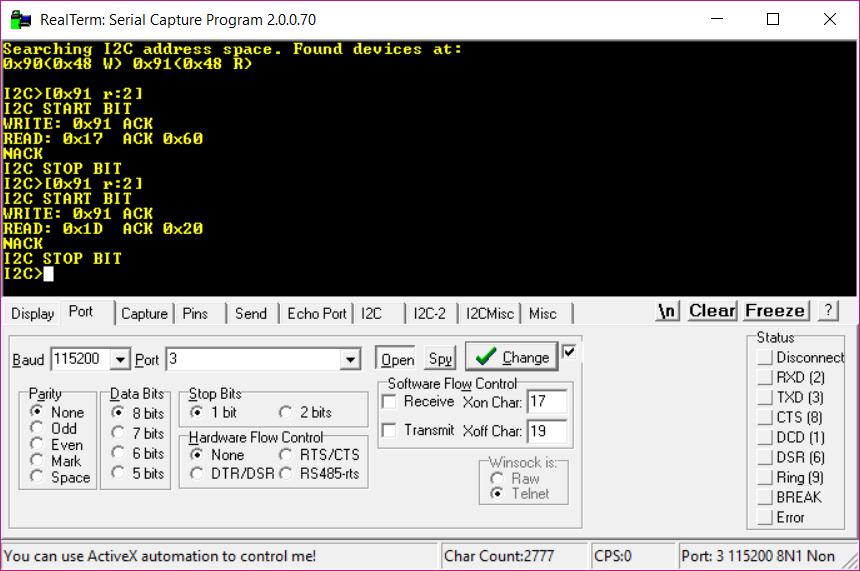 RealTerm: Serial Capture Program 2.0.0.70
Searching I2C address space. Found devices at:
0x90(0x48 W) 0x91(0x48 R)
I2C>[0x91 r:2]
I2C START BIT
WRITE: 0x91 ACK
READ: 0x17  ACK 0x60
NACK
I2C STOP BIT
I2C>[0x91 r:2]
I2C START BIT
WRITE: 0x91 ACK
READ: 0x1D  ACK 0x20
NACK
I2C STOP BIT
I2C>
Display Port Capture Pins Send Echo Port I2C I2C-2 I2CMisc Misc \n Clear Freeze ?
Baud 115200 Port 3 Open Spy Change
Parity
None
Odd
Even
Mark
Space
Data Bits
8 bits
7 bits
6 bits
5 bits
Stop Bits
1 bit 2 bits
Hardware Flow Control
None RTS/CTS
DTR/DSR RS485-rts
Software Flow Control
Receive Xon Char: 17
Transmit Xoff Char: 19
Winsock is:
Raw
Telnet
Status
Disconnect
RXD (2)
TXD (3)
CTS (8)
DCD (1)
DSR (6)
Ring (9)
BREAK
Error
You can use ActiveX automation to control me! Char Count:2777 CPS:0 Port: 3 115200 8N1 Non